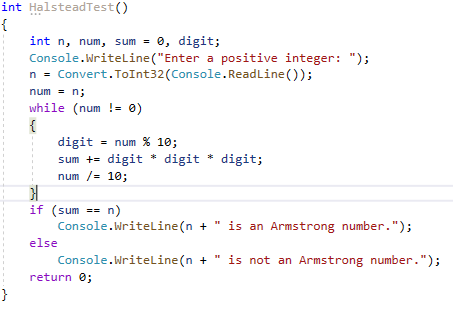 int HalsteadTest()
{
    int n, num, sum = 0, digit;
    Console.WriteLine("Enter a positive integer: ");
    n = Convert.ToInt32(Console.ReadLine());
    num = n;
    while (num != 0)
    {
        digit = num % 10;
        sum += digit * digit * digit;
        num /= 10;
    }
    if (sum == n)
        Console.WriteLine(n + " is an Armstrong number.");
    else
        Console.WriteLine(n + " is not an Armstrong number.");
    return 0;
}